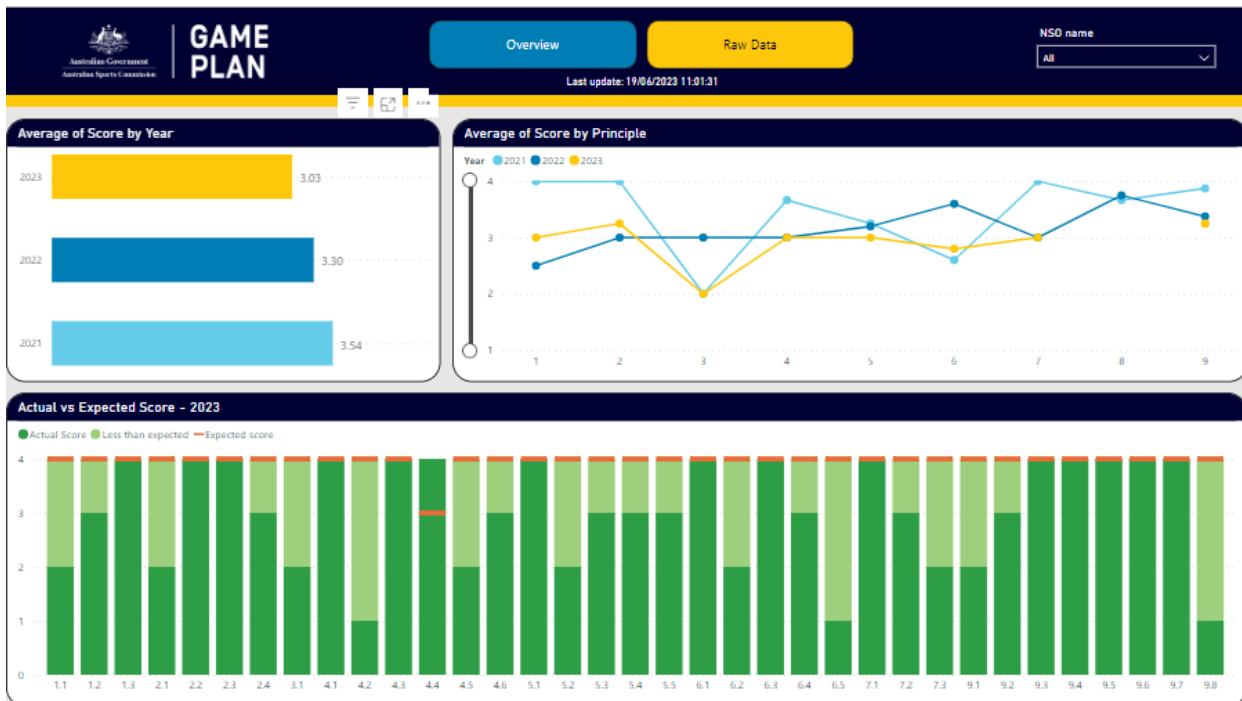 GAME
PLAN
Australian Government
Australian Sports Commission
Overview
Raw Data
Last update: 19/06/2023 11:01:31
NSO name
All
Average of Score by Year
2023
3.03
2022
3.30
2021
3.54
Average of Score by Principle
Year 2021 2022 2023
4
3
2
1
1 2 3 4 5 6 7 8 9
Actual vs Expected Score - 2023
Actual Score Less than expected Expected score
4
3
2
1
0
1.1 1.2 1.3 2.1 2.2 2.3 2.4 3.1 4.1 4.2 4.3 4.4 4.5 4.6 5.1 5.2 5.3 5.4 5.5 6.1 6.2 6.3 6.4 6.5 7.1 7.2 7.3 9.1 9.2 9.3 9.4 9.5 9.6 9.7 9.8